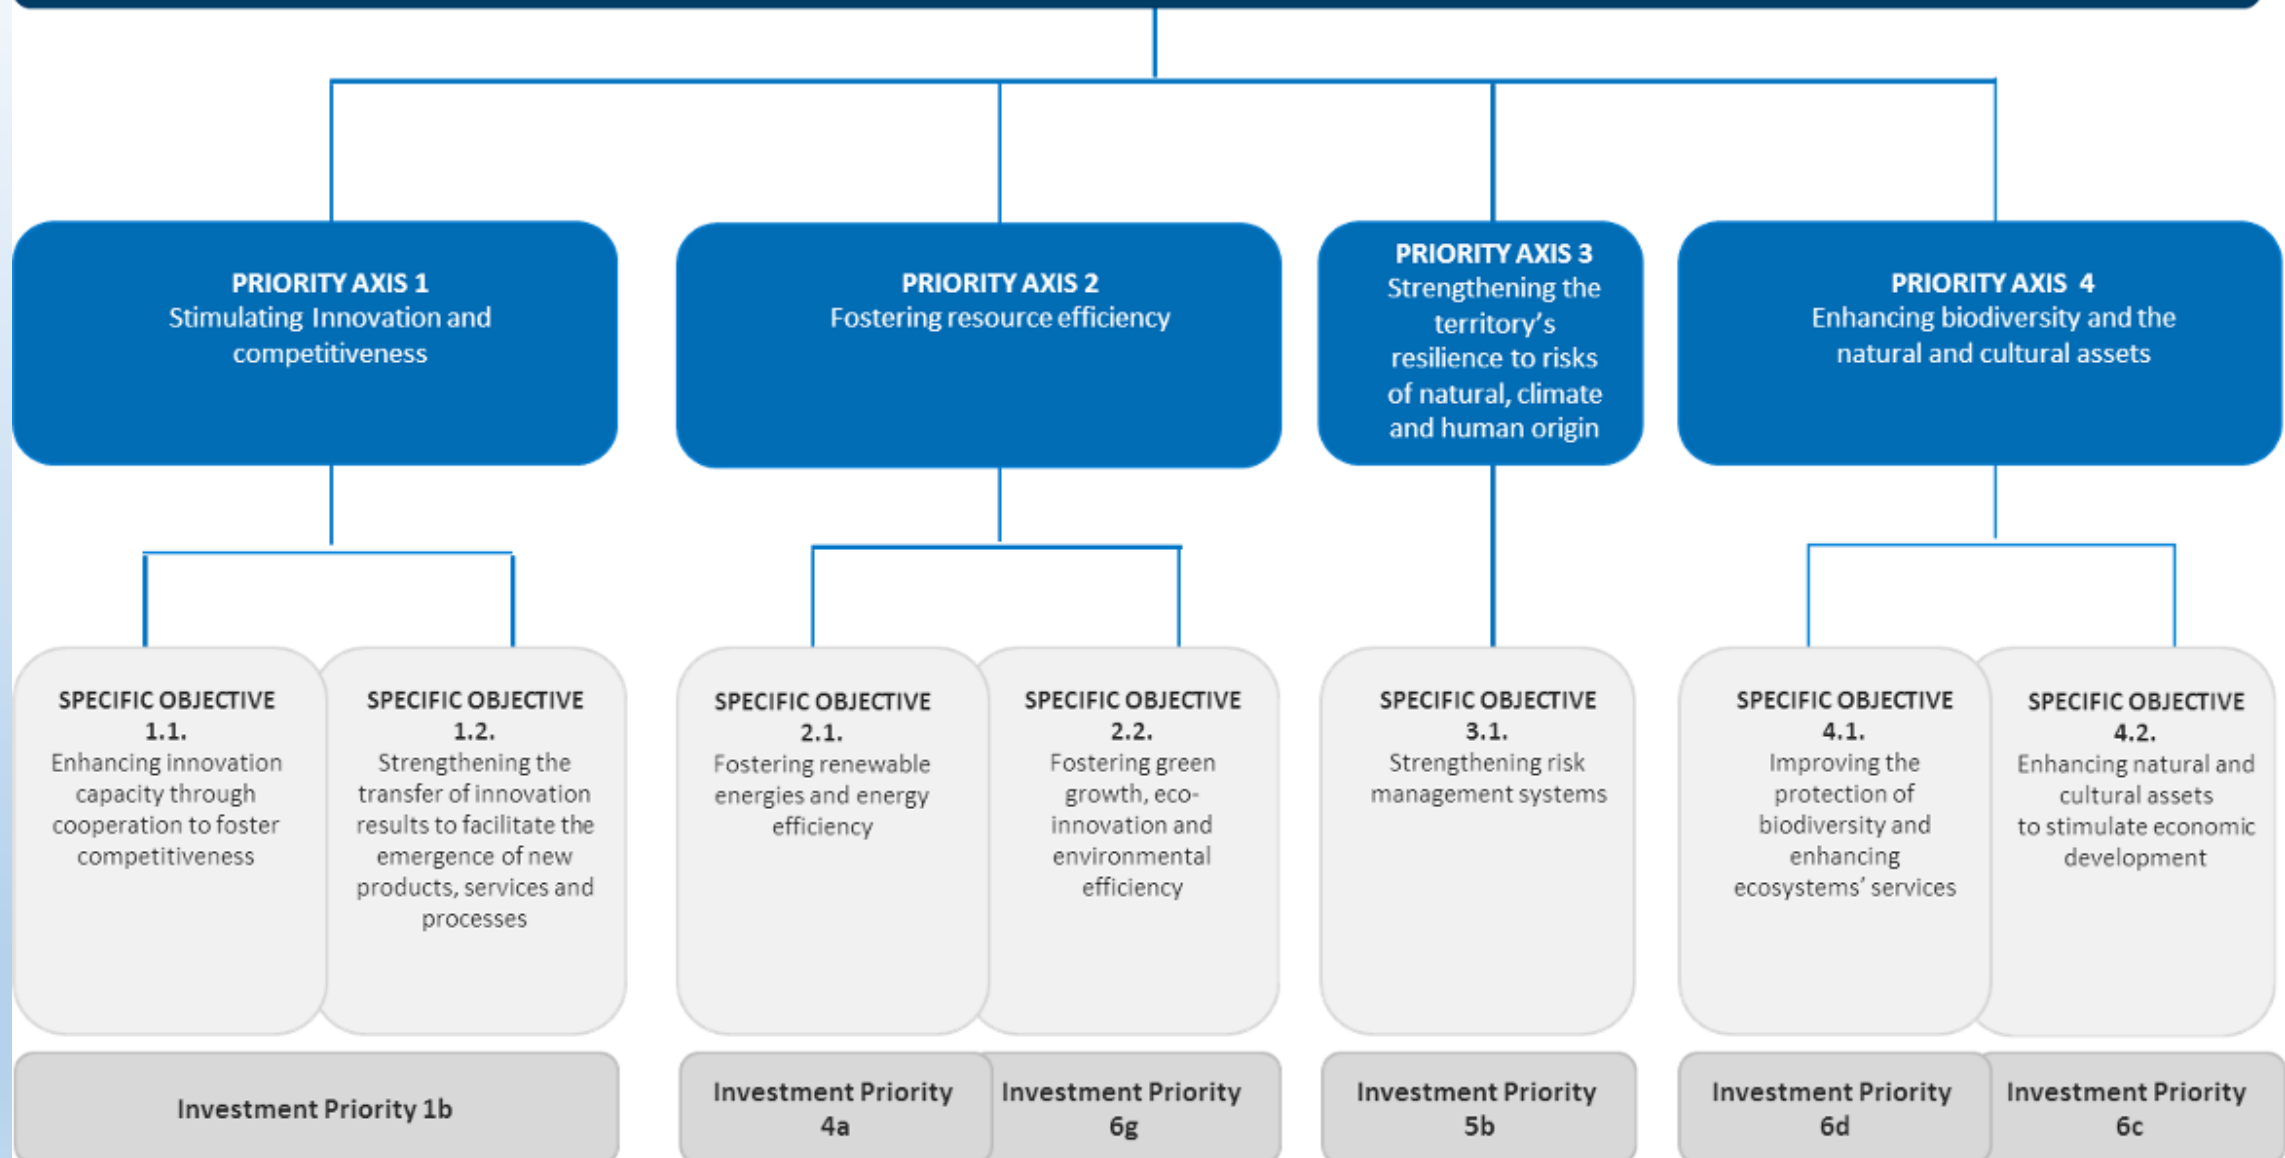 PRIORITY AXIS 1
Stimulating Innovation and
competitiveness
PRIORITY AXIS 2
Fostering resource efficiency
PRIORITY AXIS 3
Strengthening the
territory's
resilience to risks
of natural, climate
and human origin
PRIORITY AXIS 4
Enhancing biodiversity and the
natural and cultural assets
SPECIFIC OBJECTIVE
1.1.
Enhancing innovation
capacity through
cooperation to foster
competitiveness
SPECIFIC OBJECTIVE
1.2.
Strengthening the
transfer of innovation
results to facilitate the
emergence of new
products, services and
processes
SPECIFIC OBJECTIVE
2.1.
Fostering renewable
energies and energy
efficiency
SPECIFIC OBJECTIVE
2.2.
Fostering green
growth, eco-
innovation and
environmental
efficiency
SPECIFIC OBJECTIVE
3.1.
Strengthening risk
management systems
SPECIFIC OBJECTIVE
4.1.
Improving the
protection of
biodiversity and
enhancing
ecosystems' services
SPECIFIC OBJECTIVE
4.2.
Enhancing natural and
cultural assets
to stimulate economic
development
Investment Priority 1b
Investment Priority
4a
Investment Priority
6g
Investment Priority
5b
Investment Priority
6d
Investment Priority
6c